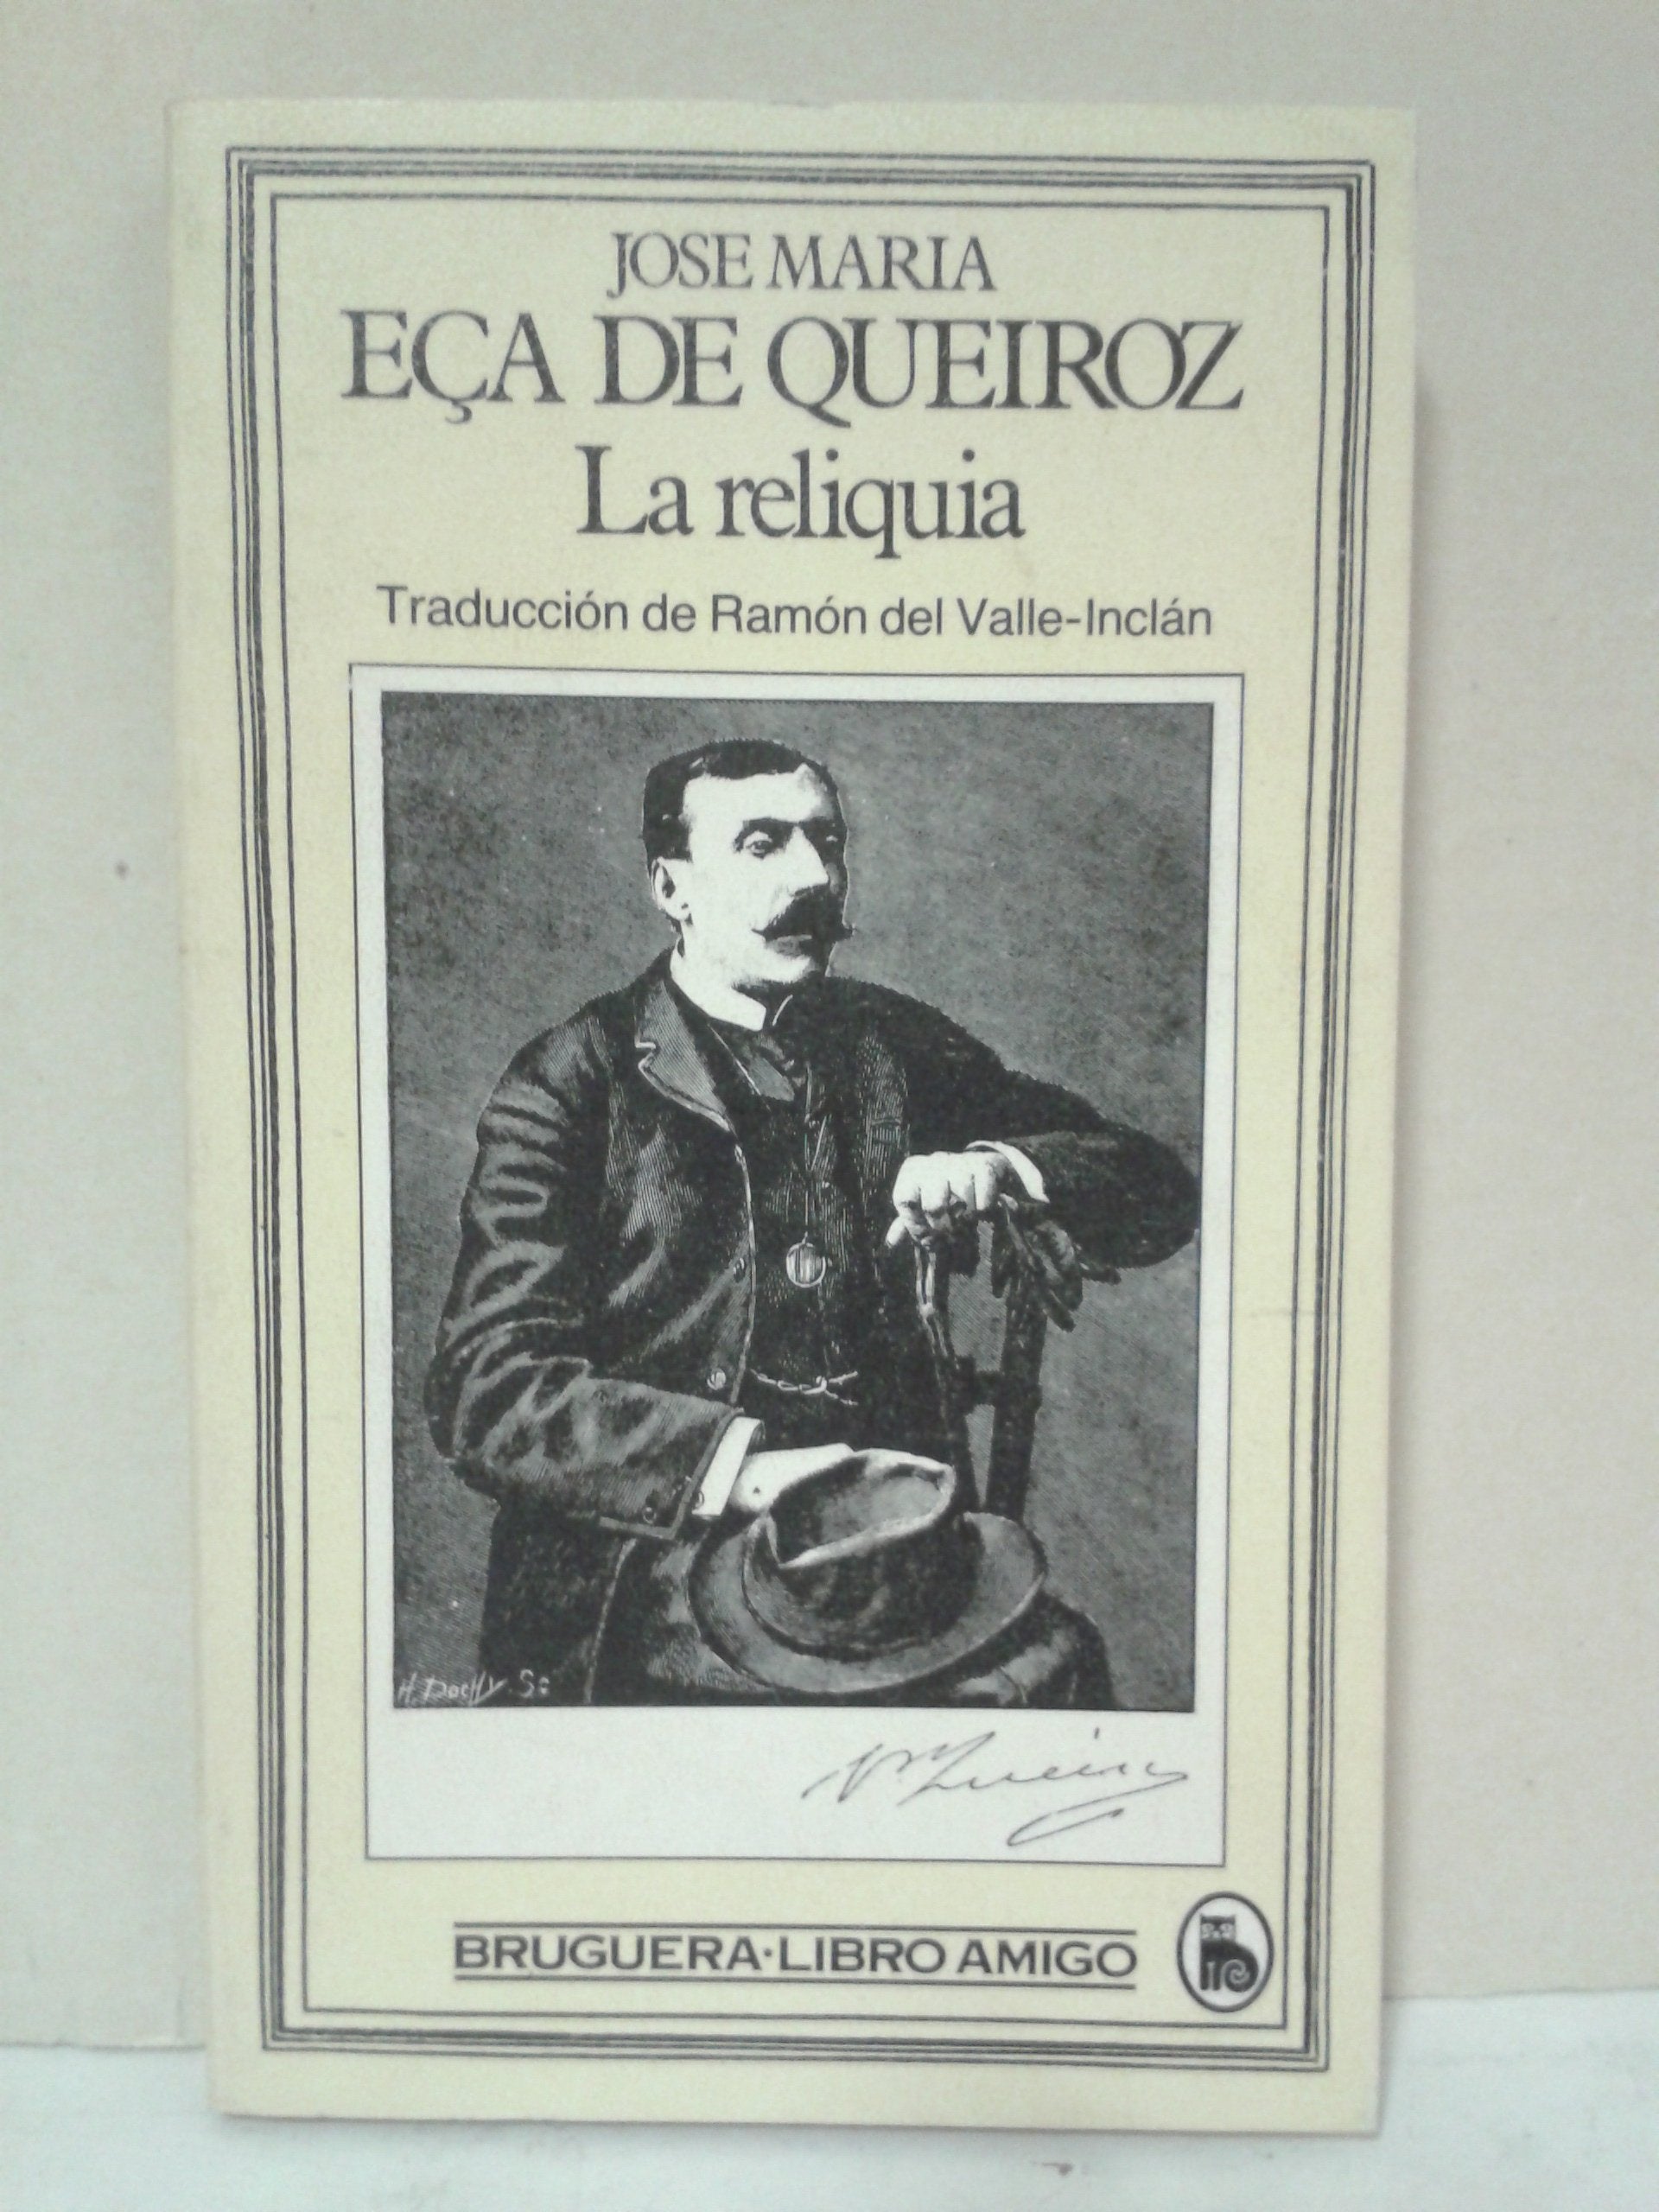 JOSE MARIA
EÇA DE QUEIROZ
La reliquia
Traducción de Ramón del Valle-Inclán
BRUGUERA·LIBRO AMIGO